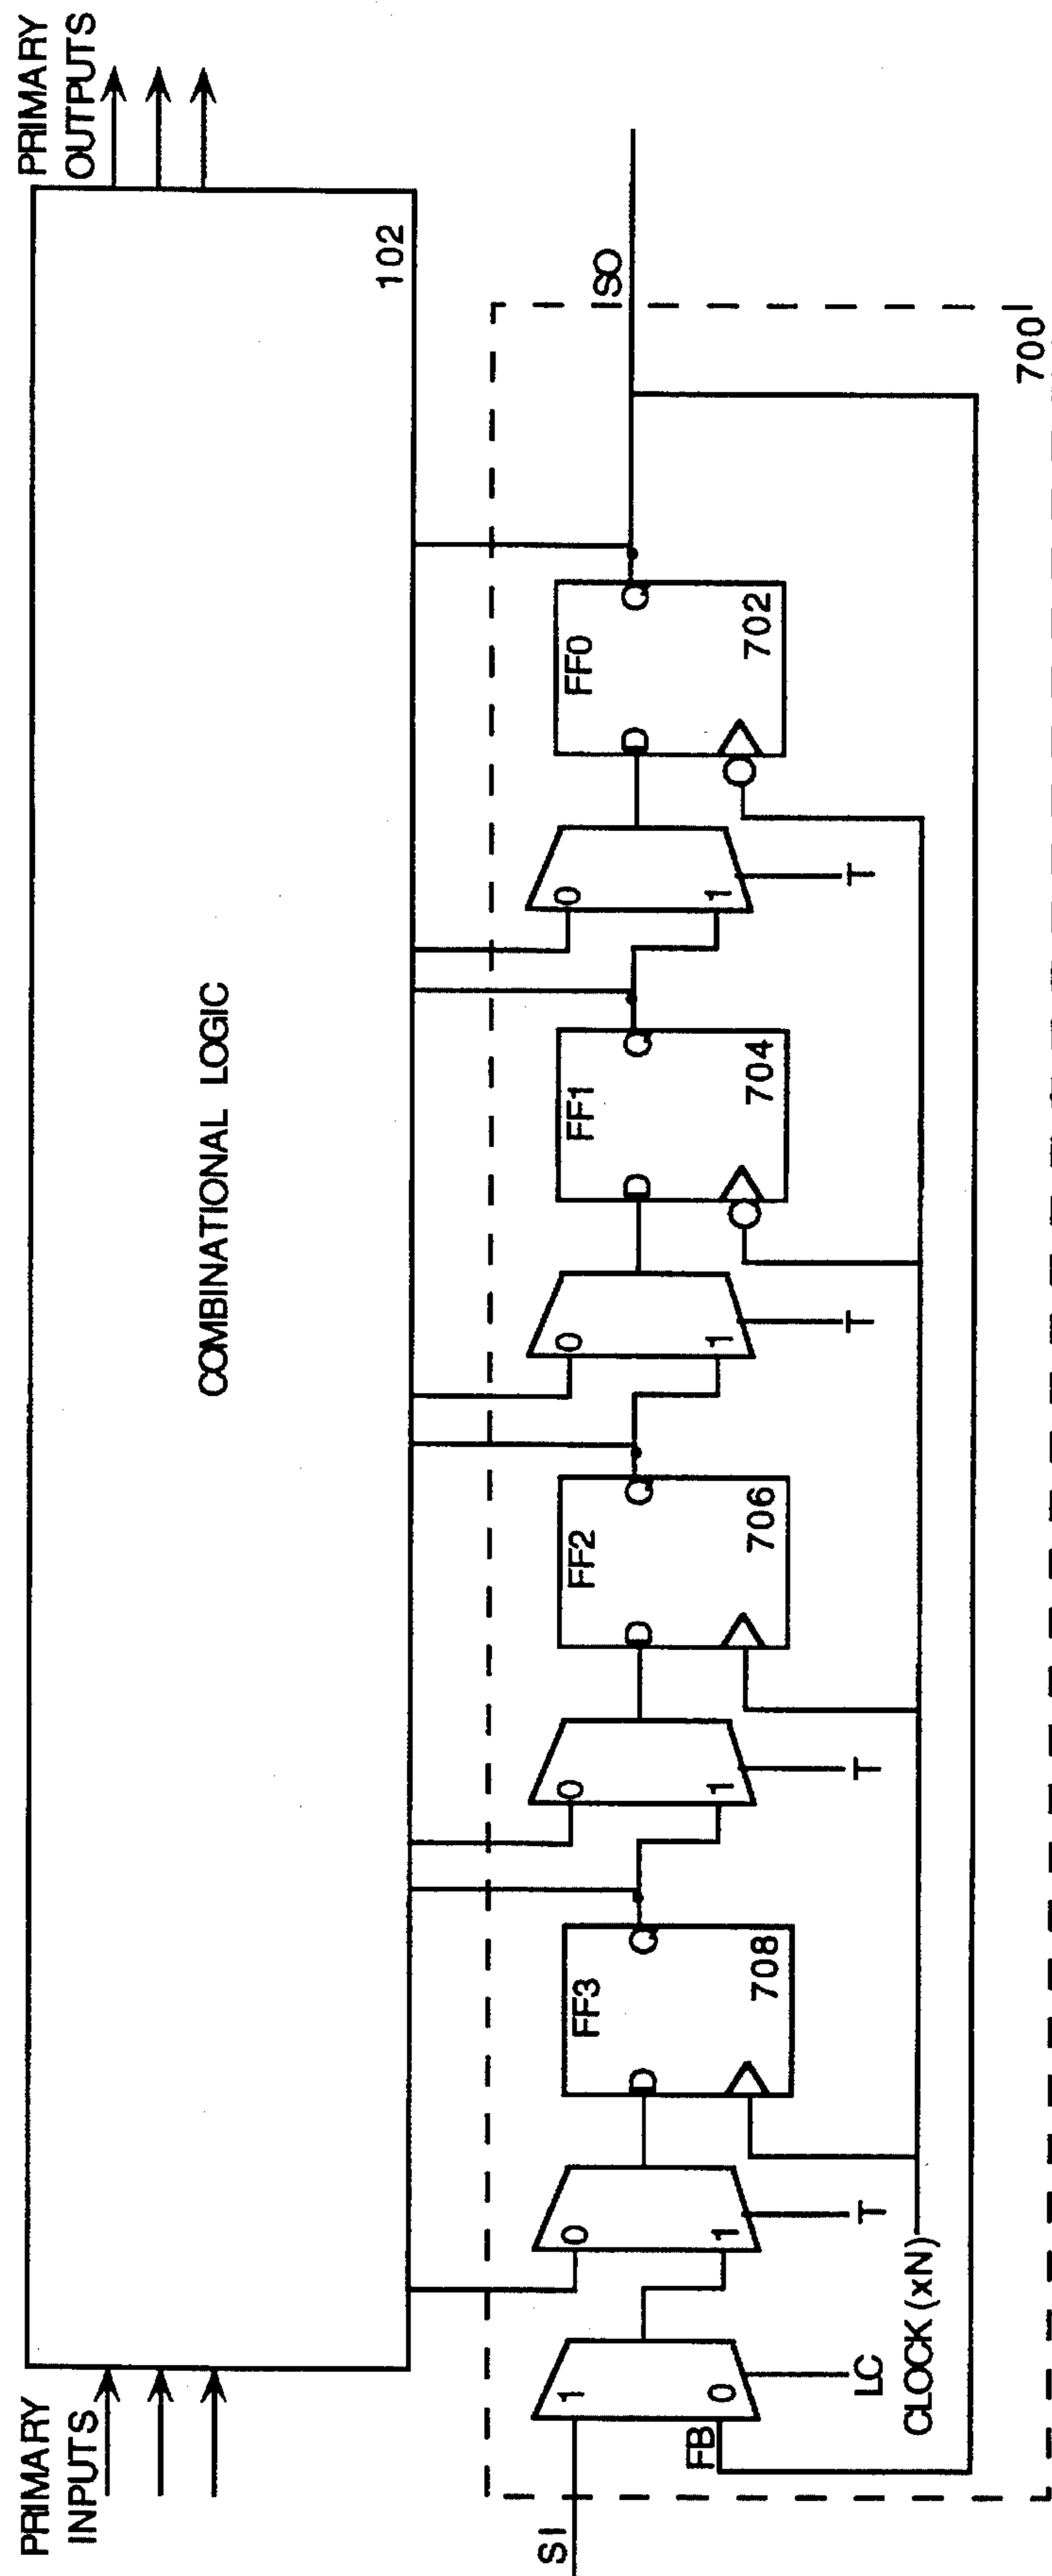 PRIMARY
INPUTS
PRIMARY
OUTPUTS
COMBINATIONAL LOGIC
102
SI
FB
1
0
LC
0
1
T
FF3
D
Q
708
0
1
T
FF2
D
Q
706
0
1
T
FF1
D
Q
704
0
1
T
FF0
D
Q
702
SO
CLOCK (xN)
700